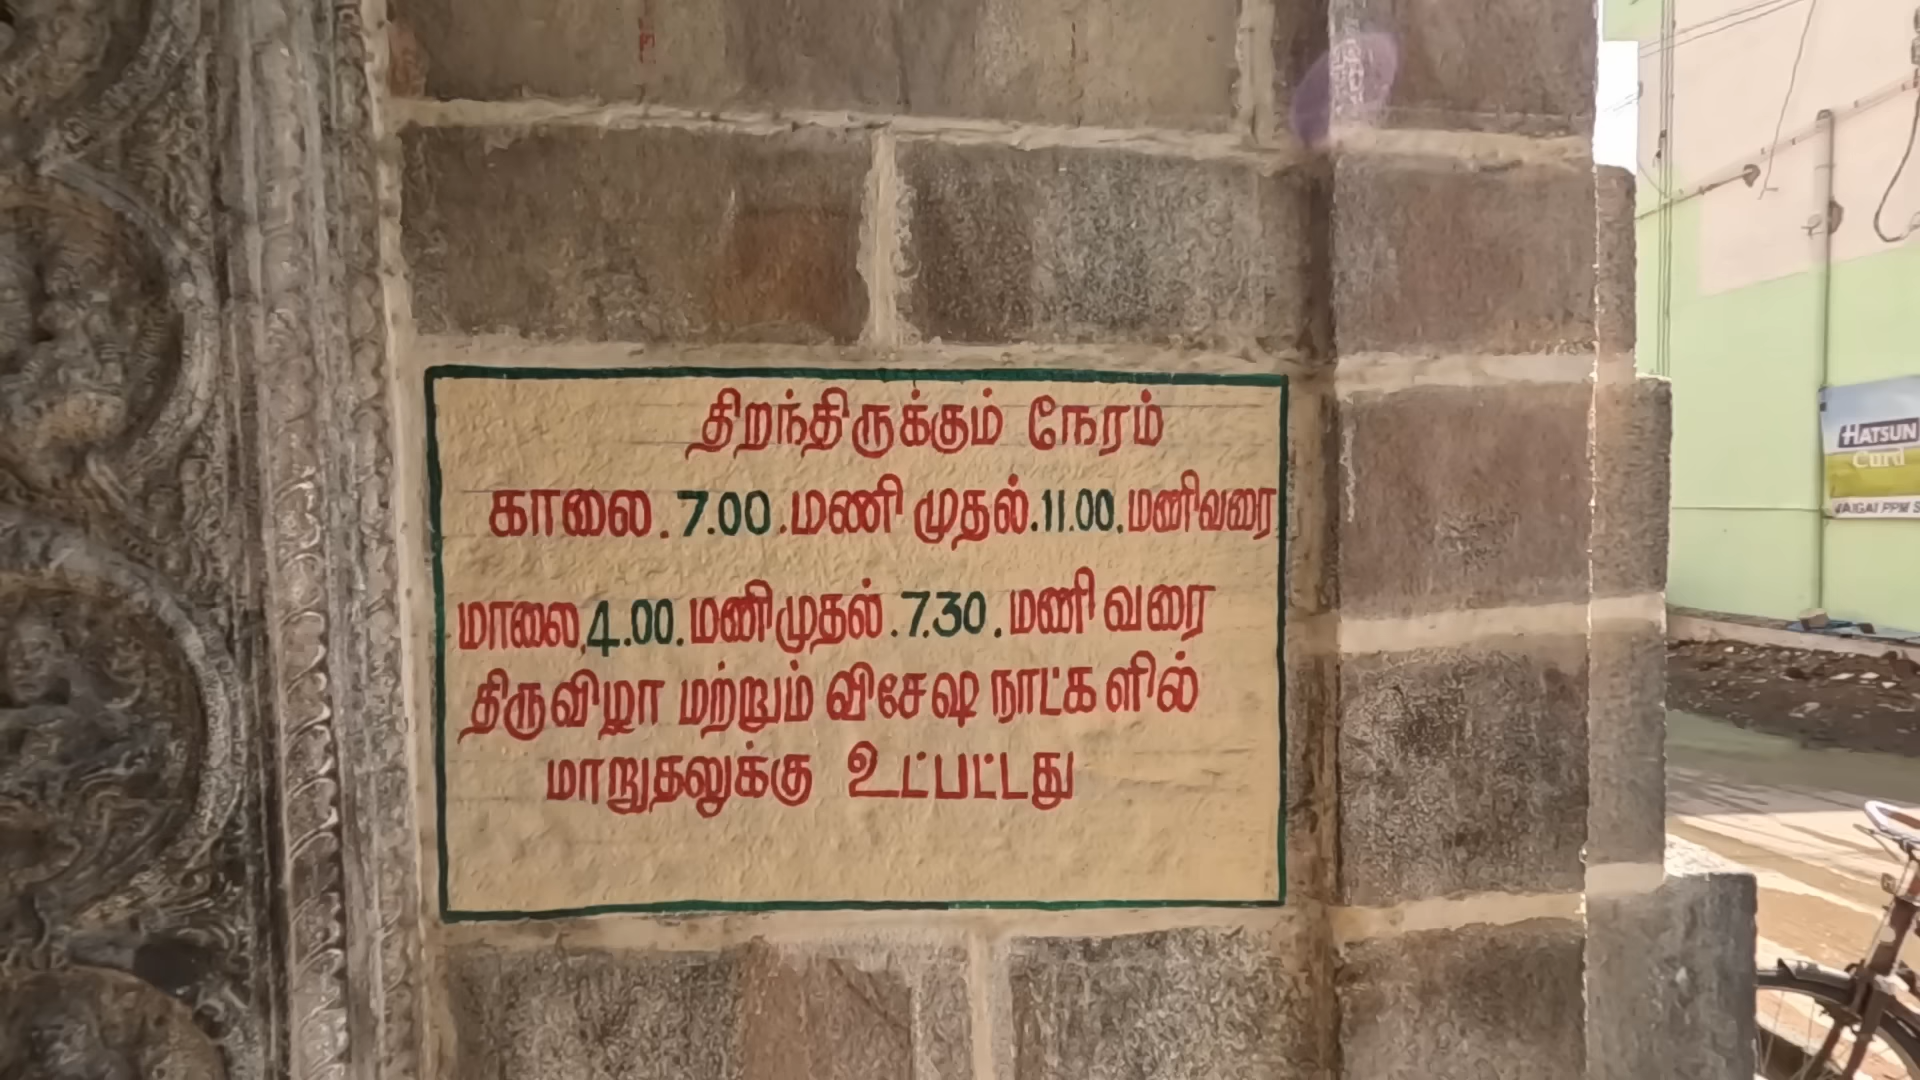 திறந்திருக்கும் நேரம்
காலை. 7.00. மணி முதல்.11.00. மணிவரை
மாலை,4.00. மணிமுதல்.7.30. மணி வரை
திருவிழா மற்றும் விசேஷ நாட்களில்
மாறுதலுக்கு உட்பட்டது
HATSUN
Curd